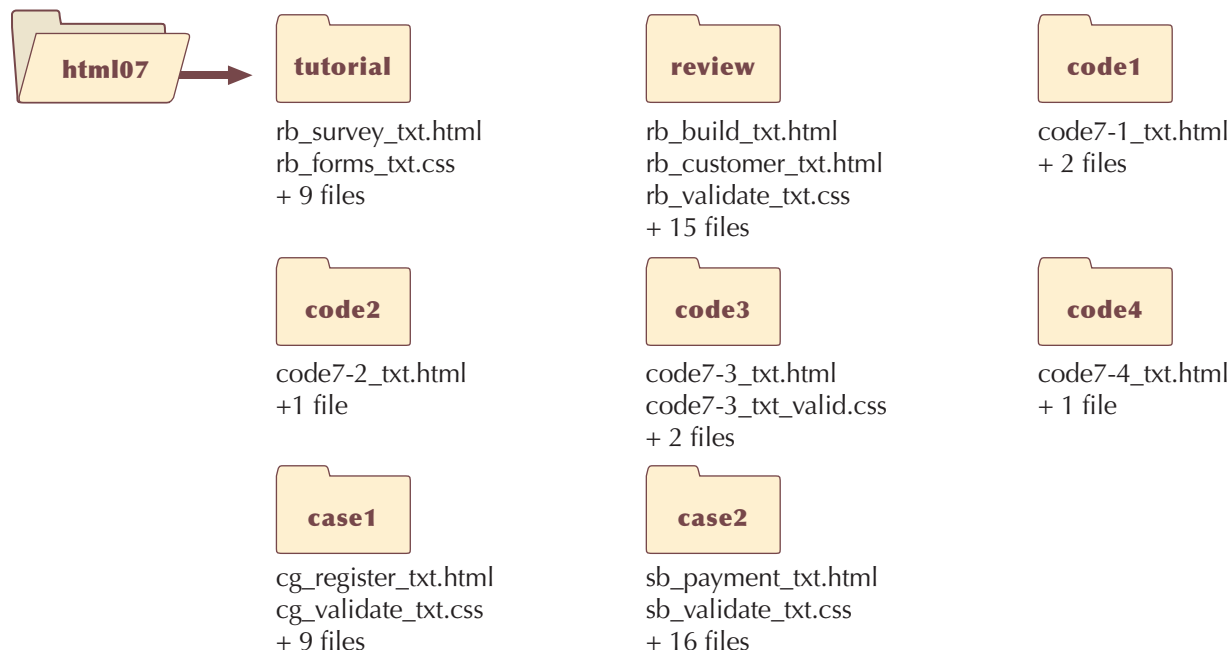 html07
tutorial
rb_survey_txt.html
rb_forms_txt.css
+ 9 files
review
rb_build_txt.html
rb_customer_txt.html
rb_validate_txt.css
+ 15 files
code1
code7-1_txt.html
+ 2 files
code2
code7-2_txt.html
+1 file
code3
code7-3_txt.html
code7-3_txt_valid.css
+ 2 files
code4
code7-4_txt.html
+ 1 file
case1
cg_register_txt.html
cg_validate_txt.css
+ 9 files
case2
sb_payment_txt.html
sb_validate_txt.css
+ 16 files